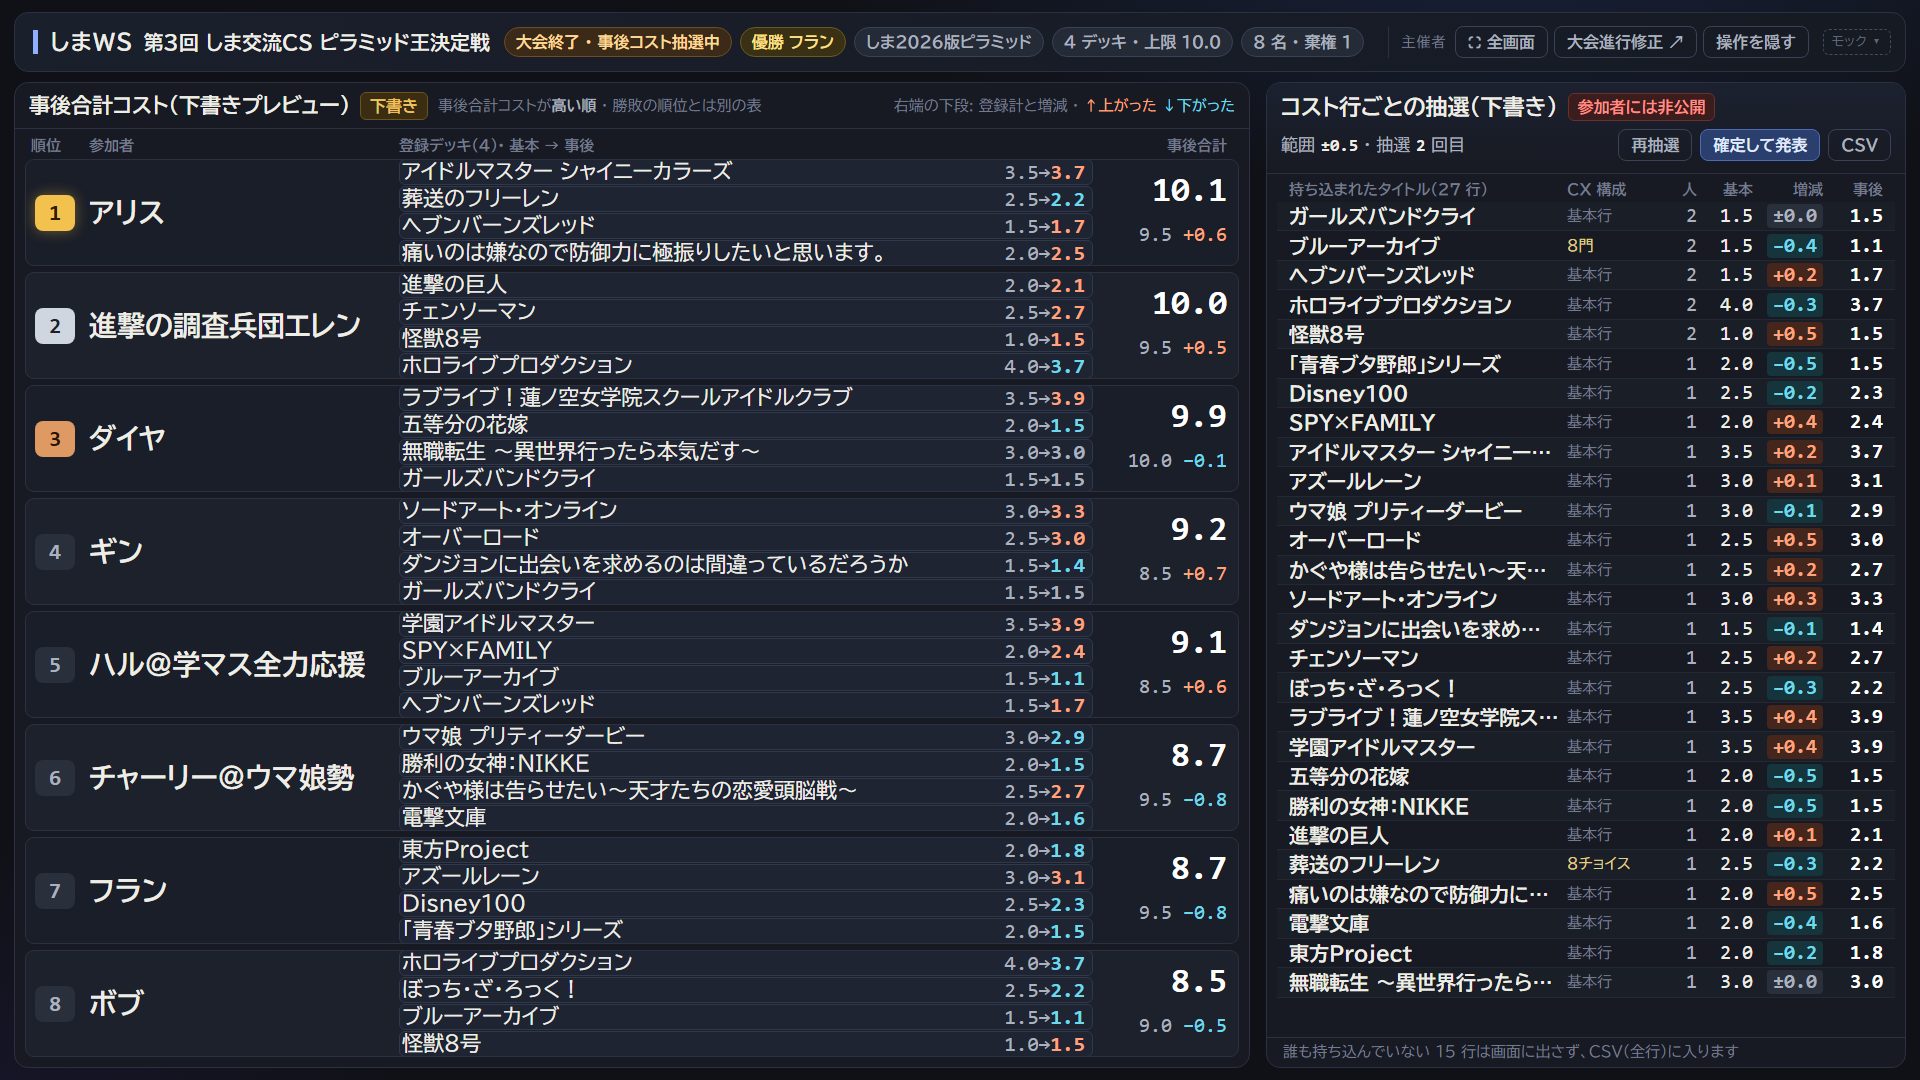 しまWS 第3回 しま交流CS ピラミッド王決定戦 大会終了・事後コスト抽選中 優勝 フラン しま2026版ピラミッド 4 デッキ・上限 10.0 8 名・棄権 1 主催者 全画面 大会進行修正 ↗ 操作を隠す モック ▾
事後合計コスト(下書きプレビュー) 下書き 事後合計コストが高い順・勝敗の順位とは別の表 右端の下段: 登録計と増減・↑上がった ↓下がった
順位 参加者 登録デッキ(4)・基本 → 事後 事後合計
1 アリス
アイドルマスター シャイニーカラーズ 3.5→3.7
葬送のフリーレン 2.5→2.2
ヘブンバーンズレッド 1.5→1.7
痛いのは嫌なので防御力に極振りしたいと思います。 2.0→2.5
10.1
9.5 +0.6
2 進撃の調査兵団エレン
進撃の巨人 2.0→2.1
チェンソーマン 2.5→2.7
怪獣8号 1.0→1.5
ホロライブプロダクション 4.0→3.7
10.0
9.5 +0.5
3 ダイヤ
ラブライブ！蓮ノ空女学院スクールアイドルクラブ 3.5→3.9
五等分の花嫁 2.0→1.5
無職転生 ～異世界行ったら本気だす～ 3.0→3.0
ガールズバンドクライ 1.5→1.5
9.9
10.0 −0.1
4 ギン
ソードアート・オンライン 3.0→3.3
オーバーロード 2.5→3.0
ダンジョンに出会いを求めるのは間違っているだろうか 1.5→1.4
ガールズバンドクライ 1.5→1.5
9.2
8.5 +0.7
5 ハル@学マス全力応援
学園アイドルマスター 3.5→3.9
SPY×FAMILY 2.0→2.4
ブルーアーカイブ 1.5→1.1
ヘブンバーンズレッド 1.5→1.7
9.1
8.5 +0.6
6 チャーリー@ウマ娘勢
ウマ娘 プリティーダービー 3.0→2.9
勝利の女神：NIKKE 2.0→1.5
かぐや様は告らせたい～天才たちの恋愛頭脳戦～ 2.5→2.7
電撃文庫 2.0→1.6
8.7
9.5 −0.8
7 フラン
東方Project 2.0→1.8
アズールレーン 3.0→3.1
Disney100 2.5→2.3
「青春ブタ野郎」シリーズ 2.0→1.5
8.7
9.5 −0.8
8 ボブ
ホロライブプロダクション 4.0→3.7
ぼっち・ざ・ろっく！ 2.5→2.2
ブルーアーカイブ 1.5→1.1
怪獣8号 1.0→1.5
8.5
9.0 −0.5
コスト行ごとの抽選(下書き) 参加者には非公開
範囲 ±0.5・抽選 2 回目 再抽選 確定して発表 CSV
持ち込まれたタイトル(27 行) CX 構成 人 基本 増減 事後
ガールズバンドクライ 基本行 2 1.5 ±0.0 1.5
ブルーアーカイブ 8門 2 1.5 −0.4 1.1
ヘブンバーンズレッド 基本行 2 1.5 +0.2 1.7
ホロライブプロダクション 基本行 2 4.0 −0.3 3.7
怪獣8号 基本行 2 1.0 +0.5 1.5
「青春ブタ野郎」シリーズ 基本行 1 2.0 −0.5 1.5
Disney100 基本行 1 2.5 −0.2 2.3
SPY×FAMILY 基本行 1 2.0 +0.4 2.4
アイドルマスター シャイニー… 基本行 1 3.5 +0.2 3.7
アズールレーン 基本行 1 3.0 +0.1 3.1
ウマ娘 プリティーダービー 基本行 1 3.0 −0.1 2.9
オーバーロード 基本行 1 2.5 +0.5 3.0
かぐや様は告らせたい～天… 基本行 1 2.5 +0.2 2.7
ソードアート・オンライン 基本行 1 3.0 +0.3 3.3
ダンジョンに出会いを求め… 基本行 1 1.5 −0.1 1.4
チェンソーマン 基本行 1 2.5 +0.2 2.7
ぼっち・ざ・ろっく！ 基本行 1 2.5 −0.3 2.2
ラブライブ！蓮ノ空女学院ス… 基本行 1 3.5 +0.4 3.9
学園アイドルマスター 基本行 1 3.5 +0.4 3.9
五等分の花嫁 基本行 1 2.0 −0.5 1.5
勝利の女神：NIKKE 基本行 1 2.0 −0.5 1.5
進撃の巨人 基本行 1 2.0 +0.1 2.1
葬送のフリーレン 8チョイス 1 2.5 −0.3 2.2
痛いのは嫌なので防御力に… 基本行 1 2.0 +0.5 2.5
電撃文庫 基本行 1 2.0 −0.4 1.6
東方Project 基本行 1 2.0 −0.2 1.8
無職転生 ～異世界行ったら… 基本行 1 3.0 ±0.0 3.0
誰も持ち込んでいない 15 行は画面に出さず、CSV(全行)に入ります